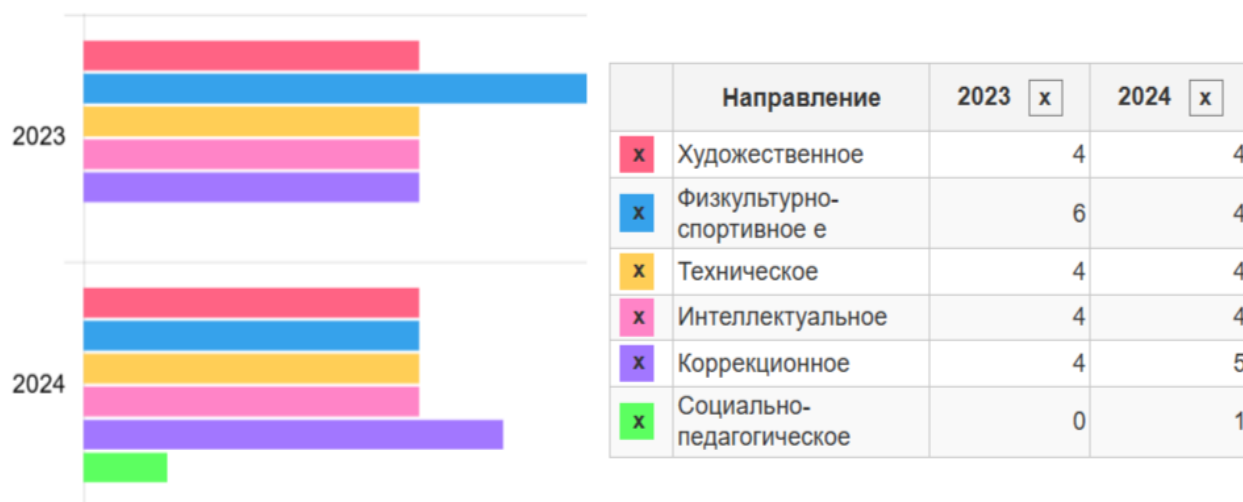 2023
2024
Направление 2023 x 2024 x
x Художественное 4 4
x Физкультурно-
спортивное е 6 4
x Техническое 4 4
x Интеллектуальное 4 4
x Коррекционное 4 5
x Социально-
педагогическое 0 1